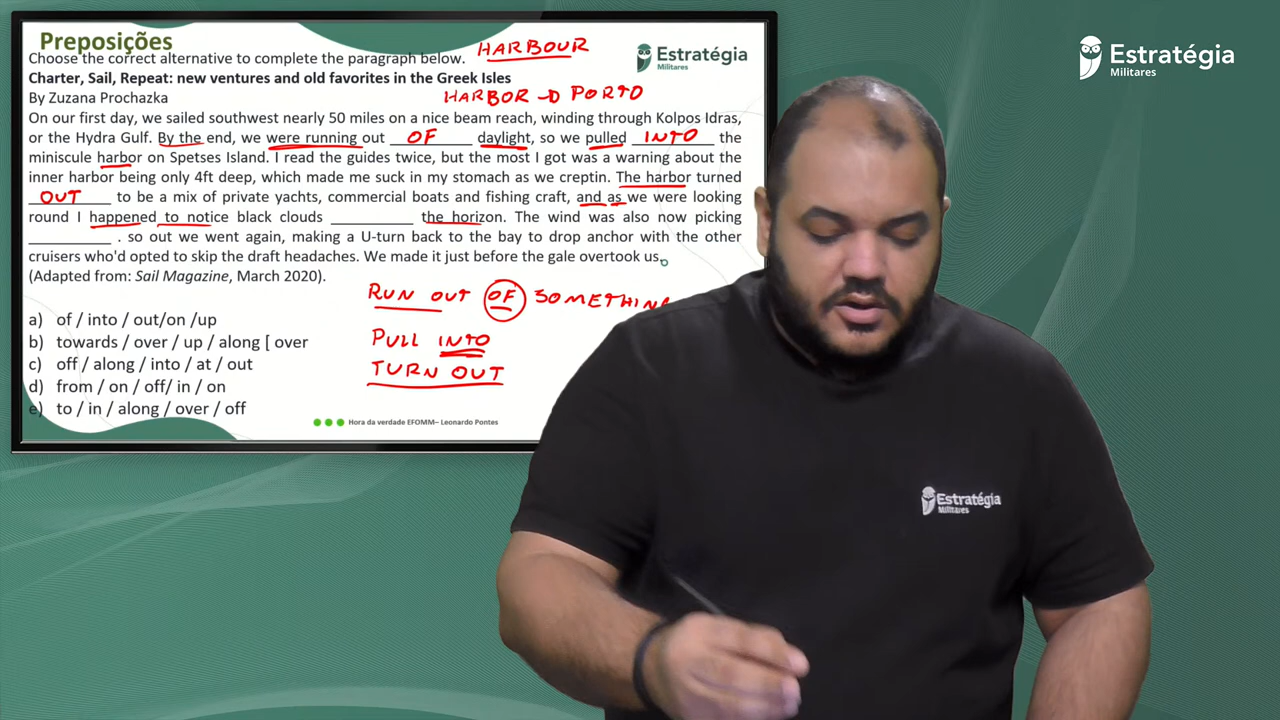 Preposições
Choose the correct alternative to complete the paragraph below.
HARBOUR
Estratégia
Militares
Charter, Sail, Repeat: new ventures and old favorites in the Greek Isles
By Zuzana Prochazka
HARBOR → PORTO
On our first day, we sailed southwest nearly 50 miles on a nice beam reach, winding through Kolpos Idras,
or the Hydra Gulf. By the end, we were running out OF daylight, so we pulled INTO the
miniscule harbor on Spetses Island. I read the guides twice, but the most I got was a warning about the
inner harbor being only 4ft deep, which made me suck in my stomach as we creptin. The harbor turned
OUT to be a mix of private yachts, commercial boats and fishing craft, and as we were looking
round I happened to notice black clouds __________ the horizon. The wind was also now picking
__________ . so out we went again, making a U-turn back to the bay to drop anchor with the other
cruisers who'd opted to skip the draft headaches. We made it just before the gale overtook us.
(Adapted from: Sail Magazine, March 2020).
RUN OUT OF SOMETHING
a) of / into / out/on /up
PULL INTO
b) towards / over / up / along [ over
c) off / along / into / at / out
TURN OUT
d) from / on / off/ in / on
e) to / in / along / over / off
Hora da verdade EFOMM– Leonardo Pontes
Estratégia
Militares
Estratégia
Militares